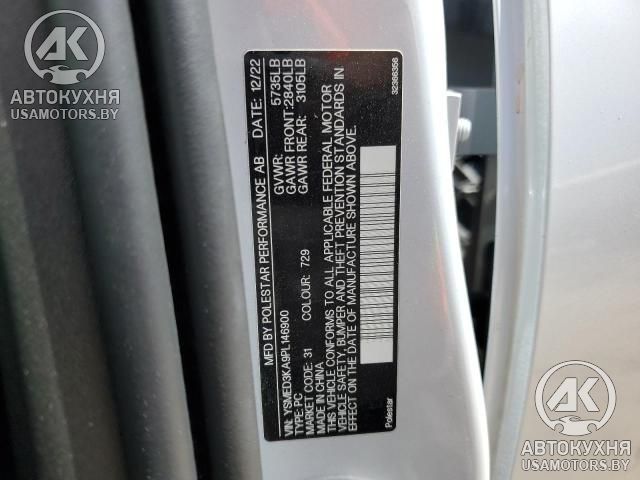 AK
АВТОКУХНЯ
USAMOTORS.BY
MFD BY POLESTAR PERFORMANCE AB DATE: 12/22
GVWR: 5735LB
GAWR FRONT:2840LB
GAWR REAR: 3105LB
VIN: YSMED3KA9PL146900
TYPE: PC
MARKET CODE: 31 COLOUR: 729
MADE IN CHINA
THIS VEHICLE CONFORMS TO ALL APPLICABLE FEDERAL MOTOR
VEHICLE SAFETY, BUMPER AND THEFT PREVENTION STANDARDS IN
EFFECT ON THE DATE OF MANUFACTURE SHOWN ABOVE.
Polestar
32366356
AK
АВТОКУХНЯ
USAMOTORS.BY